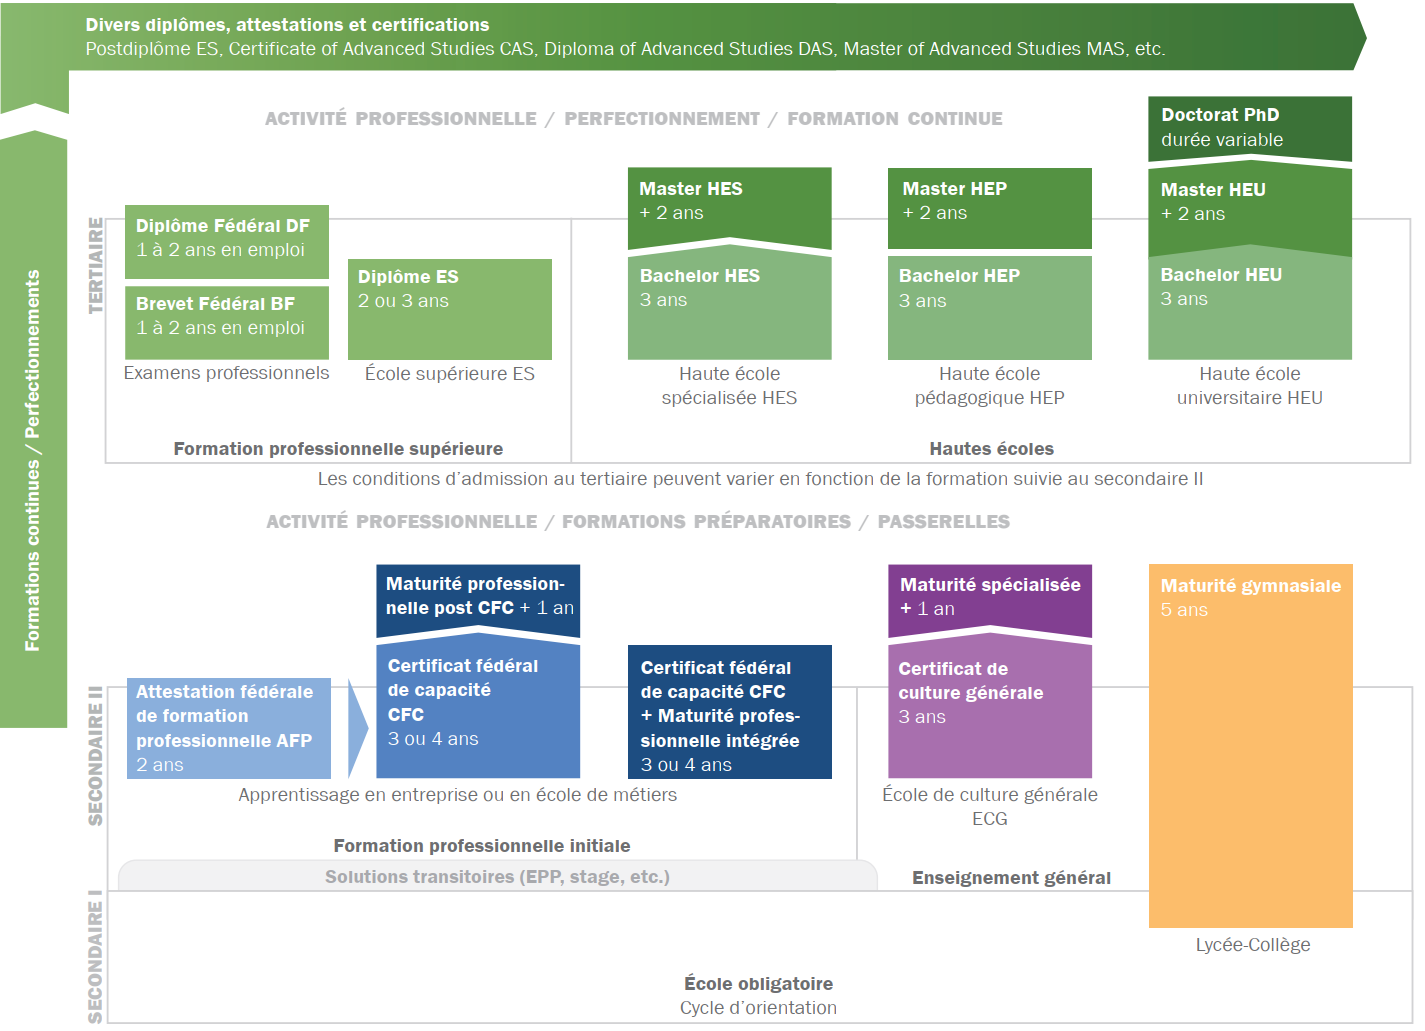 Divers diplômes, attestations et certifications
Postdiplôme ES, Certificate of Advanced Studies CAS, Diploma of Advanced Studies DAS, Master of Advanced Studies MAS, etc.
Formations continues / Perfectionnements
ACTIVITÉ PROFESSIONNELLE / PERFECTIONNEMENT / FORMATION CONTINUE
TERTIAIRE
Diplôme Fédéral DF
1 à 2 ans en emploi
Brevet Fédéral BF
1 à 2 ans en emploi
Examens professionnels
Diplôme ES
2 ou 3 ans
École supérieure ES
Formation professionnelle supérieure
Master HES
+ 2 ans
Bachelor HES
3 ans
Haute école
spécialisée HES
Master HEP
+ 2 ans
Bachelor HEP
3 ans
Haute école
pédagogique HEP
Doctorat PhD
durée variable
Master HEU
+ 2 ans
Bachelor HEU
3 ans
Haute école
universitaire HEU
Hautes écoles
Les conditions d’admission au tertiaire peuvent varier en fonction de la formation suivie au secondaire II
ACTIVITÉ PROFESSIONNELLE / FORMATIONS PRÉPARATOIRES / PASSERELLES
SECONDAIRE II
Attestation fédérale
de formation
professionnelle AFP
2 ans
Maturité profession-
nelle post CFC + 1 an
Certificat fédéral
de capacité
CFC
3 ou 4 ans
Certificat fédéral
de capacité CFC
+ Maturité profes-
sionnelle intégrée
3 ou 4 ans
Apprentissage en entreprise ou en école de métiers
Formation professionnelle initiale
Solutions transitoires (EPP, stage, etc.)
Maturité spécialisée
+ 1 an
Certificat de
culture générale
3 ans
École de culture générale
ECG
Enseignement général
Maturité gymnasiale
5 ans
Lycée-Collège
SECONDAIRE I
École obligatoire
Cycle d’orientation